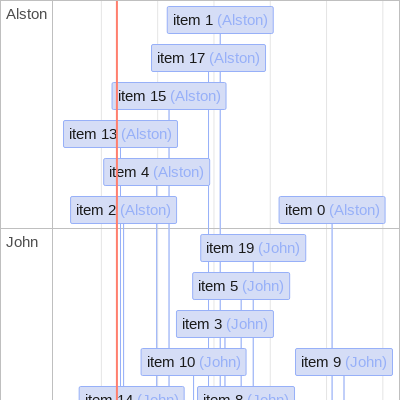 Alston
item 1 (Alston)
item 17 (Alston)
item 15 (Alston)
item 13 (Alston)
item 4 (Alston)
item 2 (Alston)
item 0 (Alston)
John
item 19 (John)
item 5 (John)
item 3 (John)
item 10 (John)
item 9 (John)
item 14 (John)
item 8 (John)